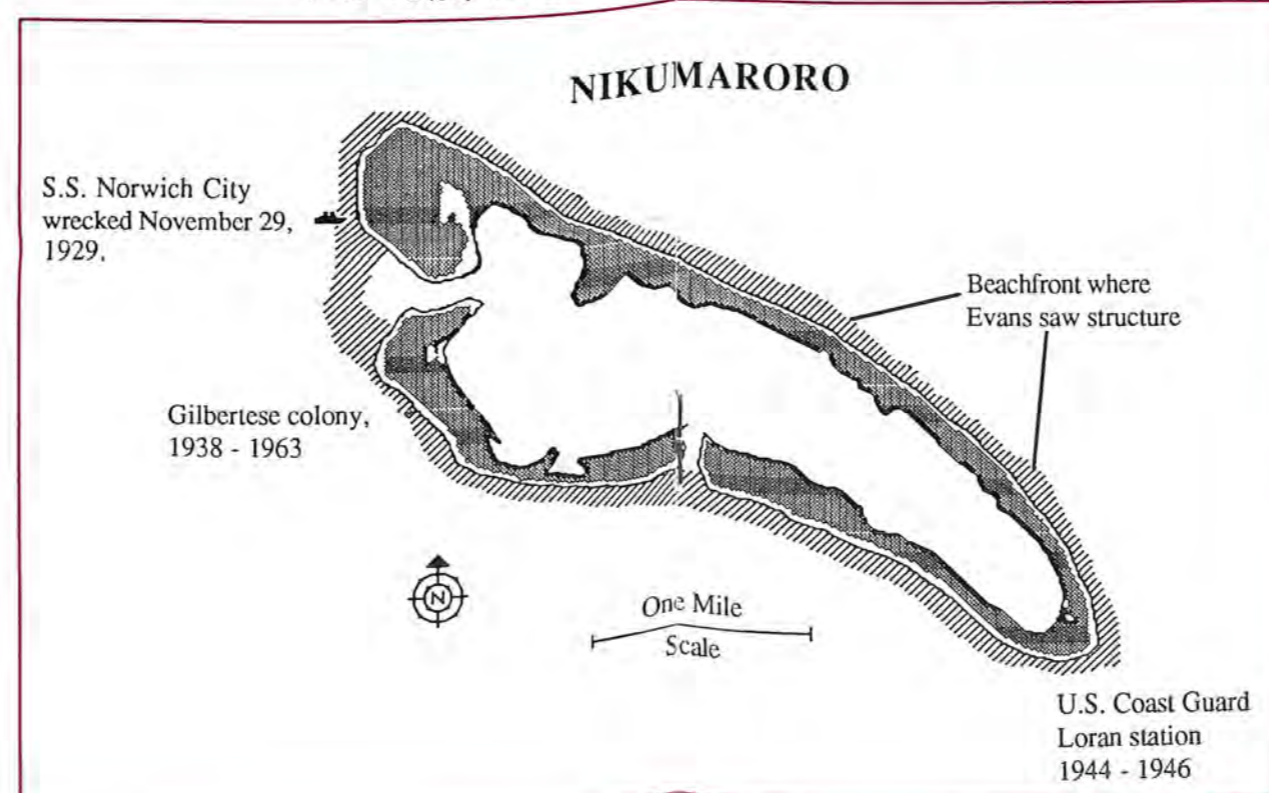 NIKUMARORO
S.S. Norwich City
wrecked November 29,
1929.
Beachfront where
Evans saw structure
Gilbertese colony,
1938 - 1963
N
One Mile
Scale
U.S. Coast Guard
Loran station
1944 - 1946